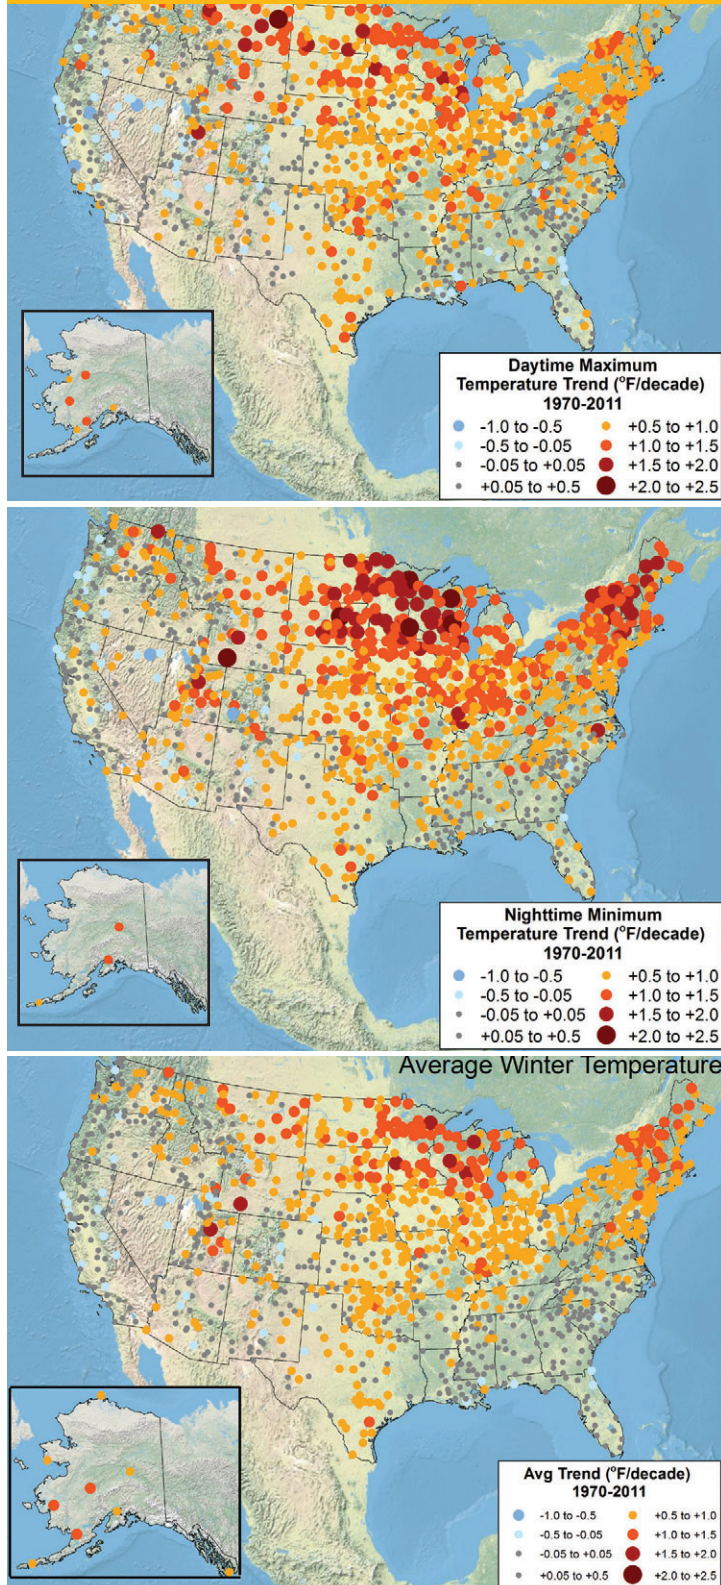 Daytime Maximum
Temperature Trend (°F/decade)
1970-2011
-1.0 to -0.5
+0.5 to +1.0
-0.5 to -0.05
+1.0 to +1.5
-0.05 to +0.05
+1.5 to +2.0
+0.05 to +0.5
+2.0 to +2.5
Nighttime Minimum
Temperature Trend (°F/decade)
1970-2011
-1.0 to -0.5
+0.5 to +1.0
-0.5 to -0.05
+1.0 to +1.5
-0.05 to +0.05
+1.5 to +2.0
+0.05 to +0.5
+2.0 to +2.5
Average Winter Temperature
Avg Trend (°F/decade)
1970-2011
-1.0 to -0.5
+0.5 to +1.0
-0.5 to -0.05
+1.0 to +1.5
-0.05 to +0.05
+1.5 to +2.0
+0.05 to +0.5
+2.0 to +2.5